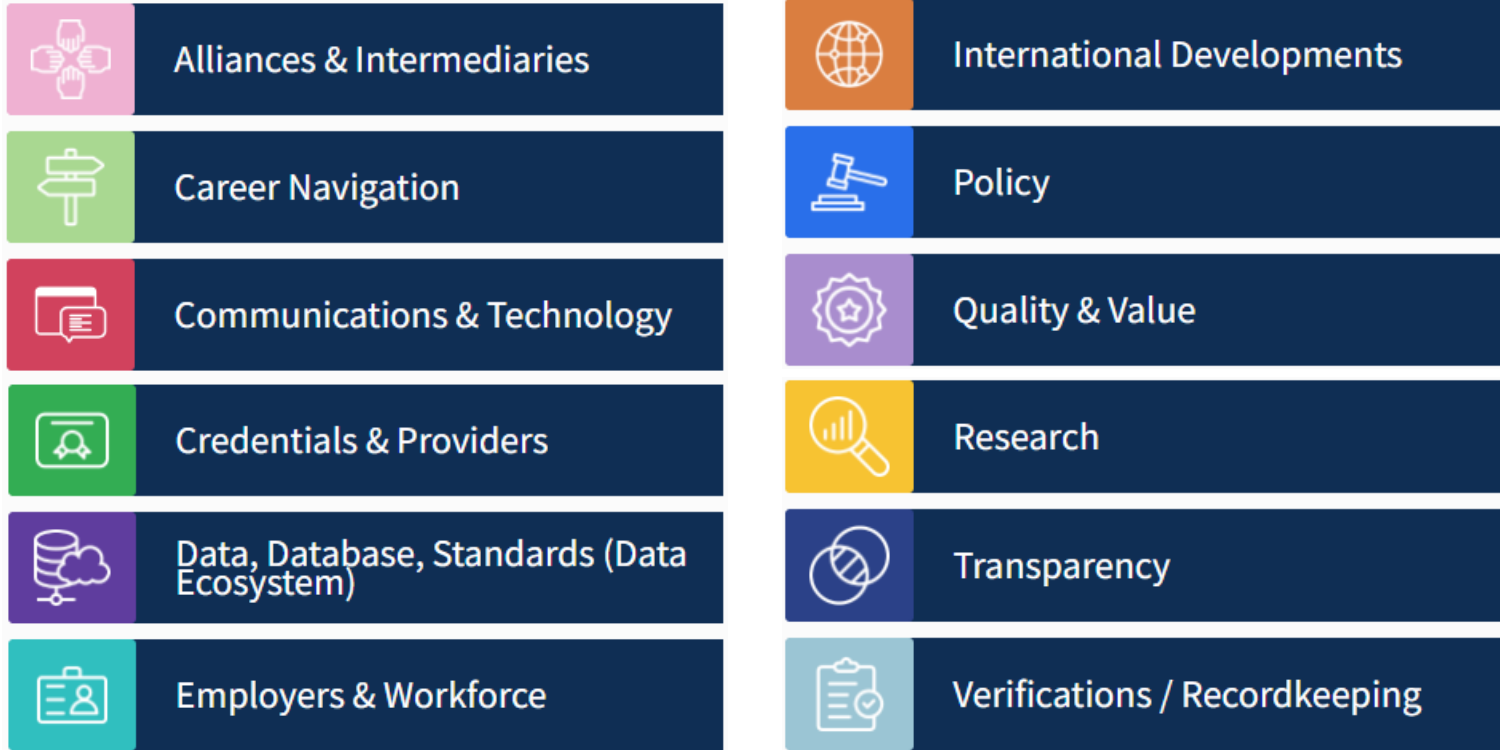 Alliances & Intermediaries
Career Navigation
Communications & Technology
Credentials & Providers
Data, Database, Standards (Data
Ecosystem)
Employers & Workforce
International Developments
Policy
Quality & Value
Research
Transparency
Verifications / Recordkeeping